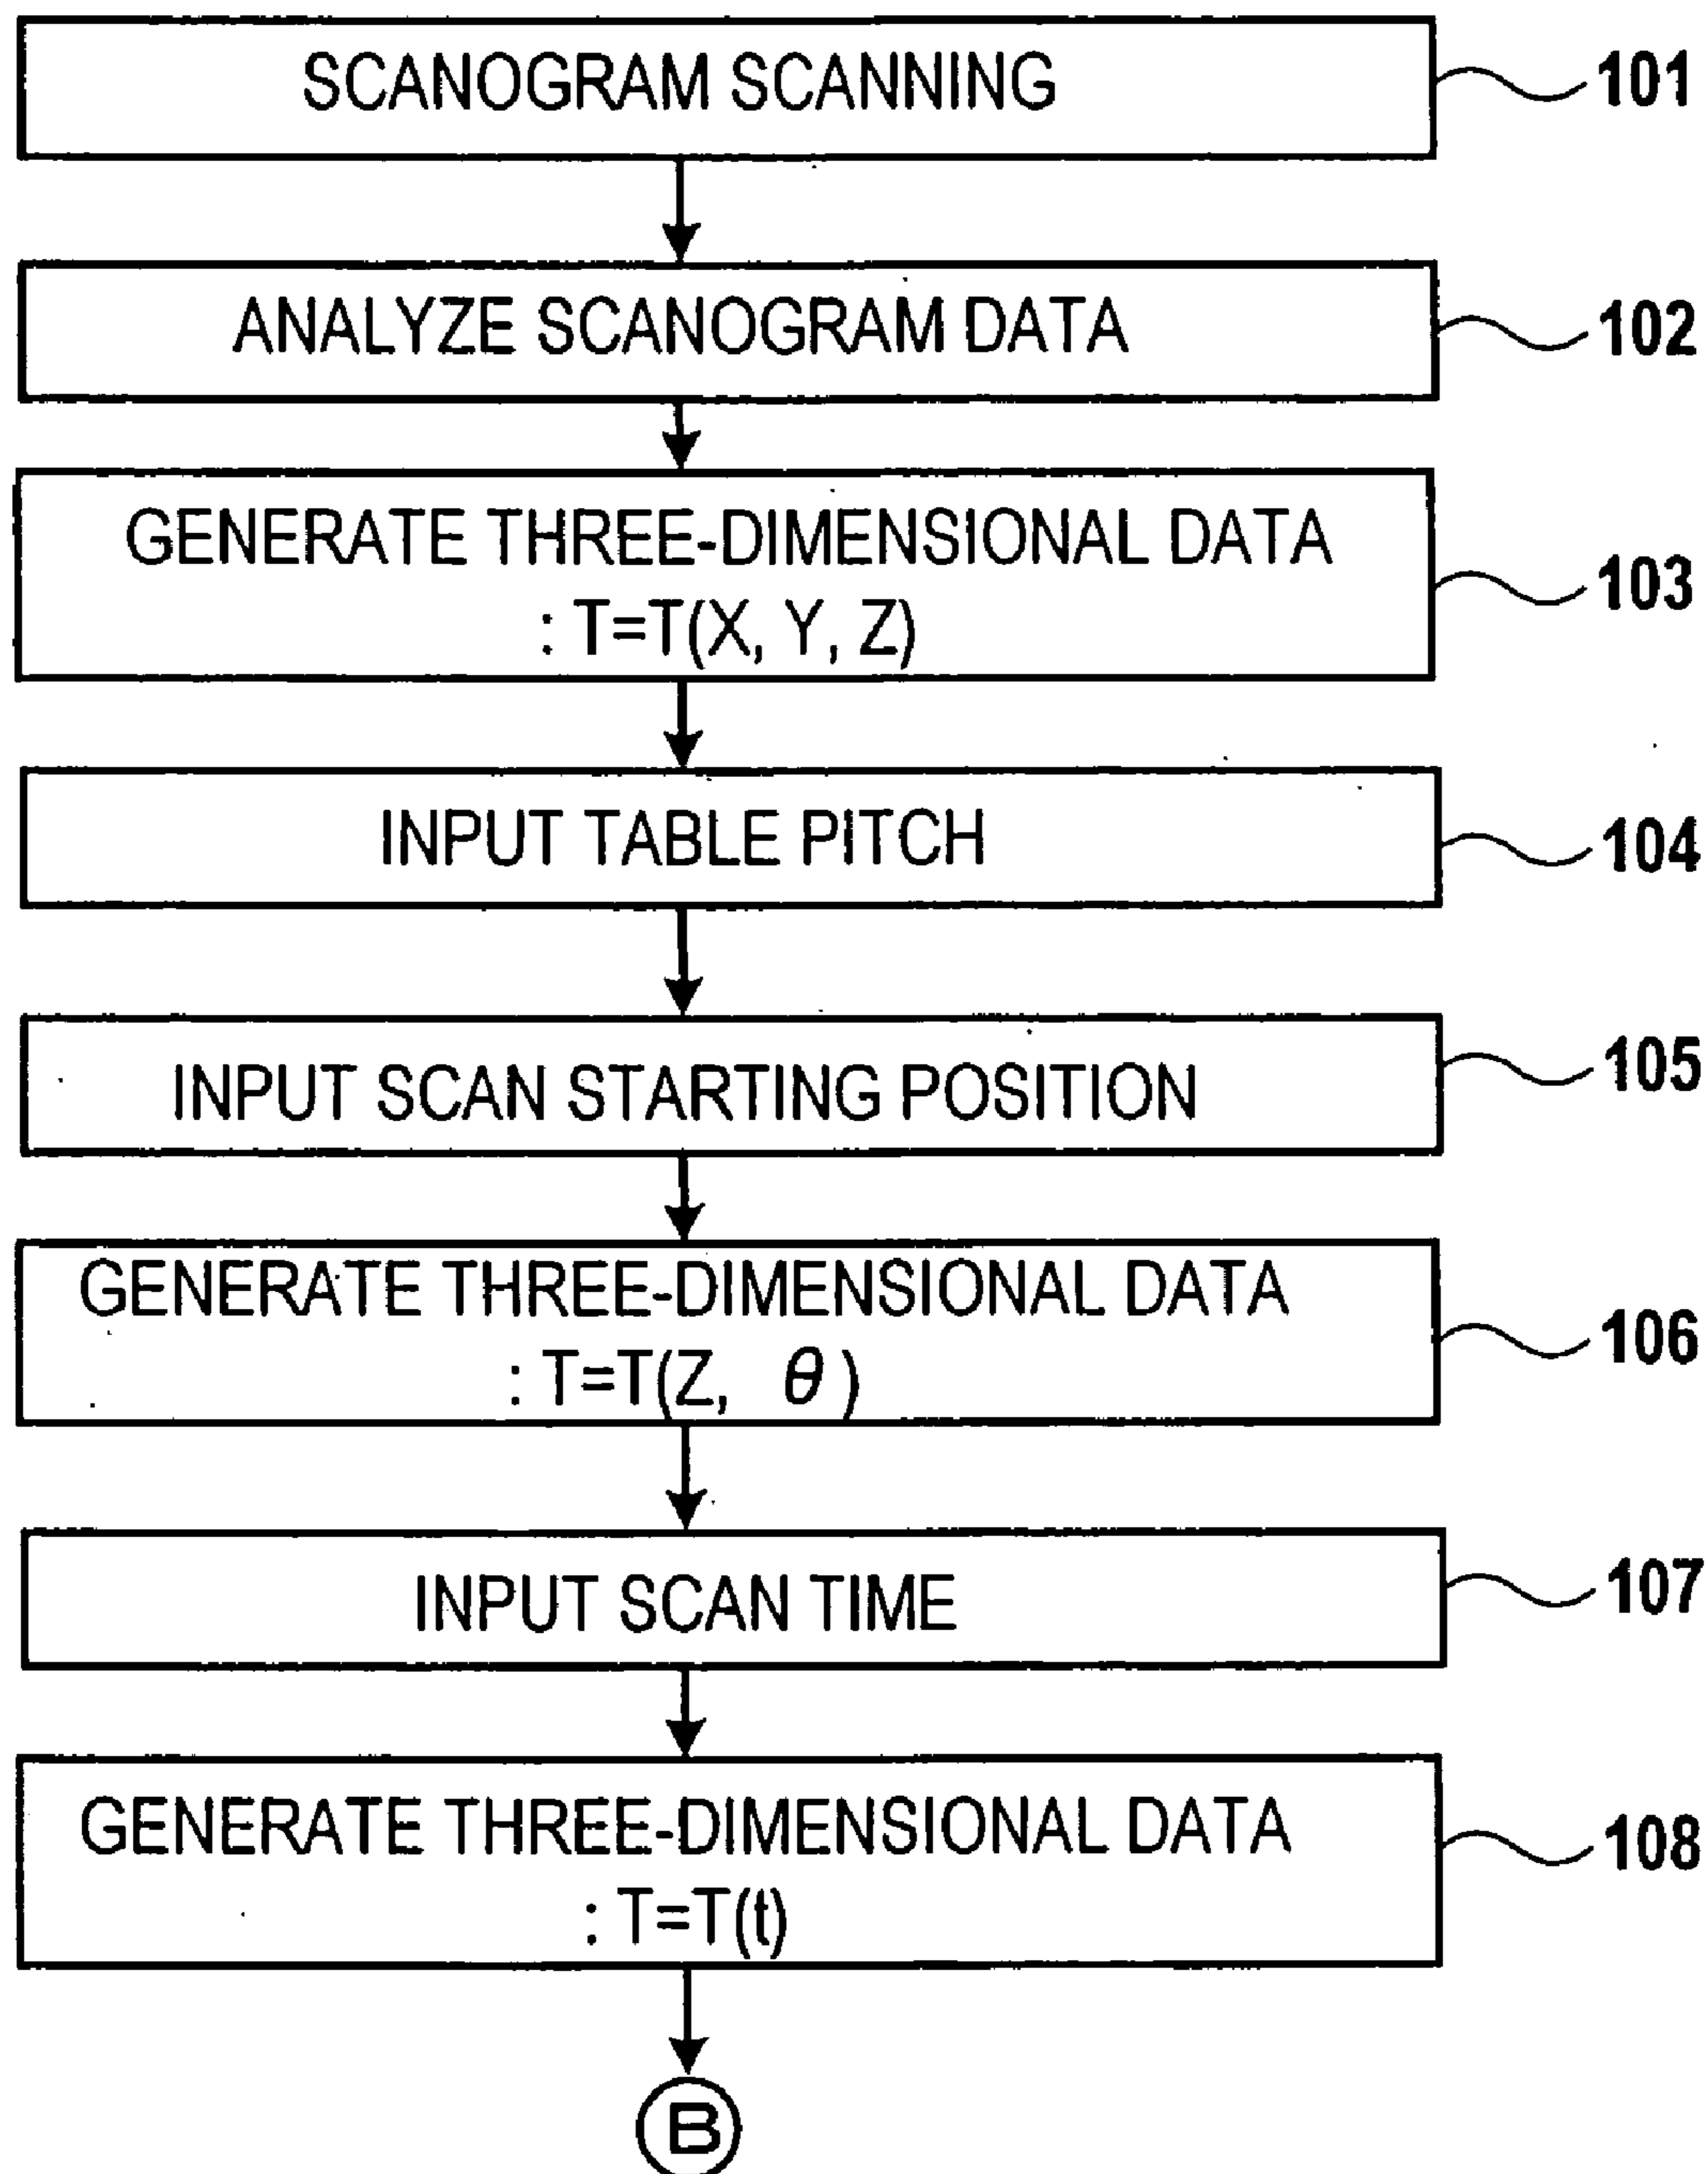 SCANOGRAM SCANNING
101
ANALYZE SCANOGRAM DATA
102
GENERATE THREE-DIMENSIONAL DATA
: T=T(X, Y, Z)
103
INPUT TABLE PITCH
104
INPUT SCAN STARTING POSITION
105
GENERATE THREE-DIMENSIONAL DATA
: T=T(Z, θ)
106
INPUT SCAN TIME
107
GENERATE THREE-DIMENSIONAL DATA
: T=T(t)
108
B